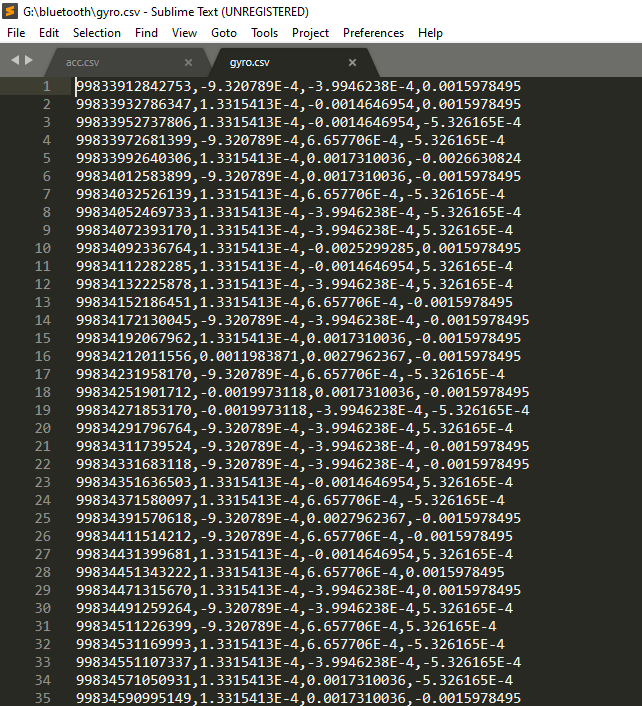 G:\bluetooth\gyro.csv - Sublime Text (UNREGISTERED)
File Edit Selection Find View Goto Tools Project Preferences Help
acc.csv × gyro.csv ×
1 99833912842753,-9.320789E-4,-3.9946238E-4,0.0015978495
2 99833932786347,1.3315413E-4,-0.0014646954,0.0015978495
3 99833952737806,1.3315413E-4,-0.0014646954,-5.326165E-4
4 99833972681399,-9.320789E-4,6.657706E-4,-5.326165E-4
5 99833992640306,1.3315413E-4,0.0017310036,-0.0026630824
6 99834012583899,-9.320789E-4,0.0017310036,-0.0015978495
7 99834032526139,1.3315413E-4,6.657706E-4,-5.326165E-4
8 99834052469733,1.3315413E-4,-3.9946238E-4,-5.326165E-4
9 99834072393170,1.3315413E-4,-3.9946238E-4,5.326165E-4
10 99834092336764,1.3315413E-4,-0.0025299285,0.0015978495
11 99834112282285,1.3315413E-4,-0.0014646954,5.326165E-4
12 99834132225878,1.3315413E-4,-3.9946238E-4,5.326165E-4
13 99834152186451,1.3315413E-4,6.657706E-4,-0.0015978495
14 99834172130045,-9.320789E-4,-3.9946238E-4,-0.0015978495
15 99834192067962,1.3315413E-4,0.0017310036,-0.0015978495
16 99834212011556,0.0011983871,0.0027962367,-0.0015978495
17 99834231958170,-9.320789E-4,6.657706E-4,-5.326165E-4
18 99834251901712,-0.0019973118,0.0017310036,-0.0015978495
19 99834271853170,-0.0019973118,-3.9946238E-4,-5.326165E-4
20 99834291796764,-9.320789E-4,-3.9946238E-4,5.326165E-4
21 99834311739524,-9.320789E-4,-3.9946238E-4,-0.0015978495
22 99834331683118,-9.320789E-4,-3.9946238E-4,-0.0015978495
23 99834351636503,1.3315413E-4,-0.0014646954,5.326165E-4
24 99834371580097,1.3315413E-4,6.657706E-4,-5.326165E-4
25 99834391570618,-9.320789E-4,0.0027962367,-0.0015978495
26 99834411514212,-9.320789E-4,6.657706E-4,-0.0015978495
27 99834431399681,1.3315413E-4,-0.0014646954,5.326165E-4
28 99834451343222,1.3315413E-4,6.657706E-4,0.0015978495
29 99834471315670,1.3315413E-4,-3.9946238E-4,0.0015978495
30 99834491259264,-9.320789E-4,-3.9946238E-4,5.326165E-4
31 99834511226399,-9.320789E-4,6.657706E-4,5.326165E-4
32 99834531169993,1.3315413E-4,6.657706E-4,-5.326165E-4
33 99834551107337,1.3315413E-4,-3.9946238E-4,-5.326165E-4
34 99834571050931,1.3315413E-4,0.0017310036,-5.326165E-4
35 99834590995149,1.3315413E-4,0.0017310036,-0.0015978495